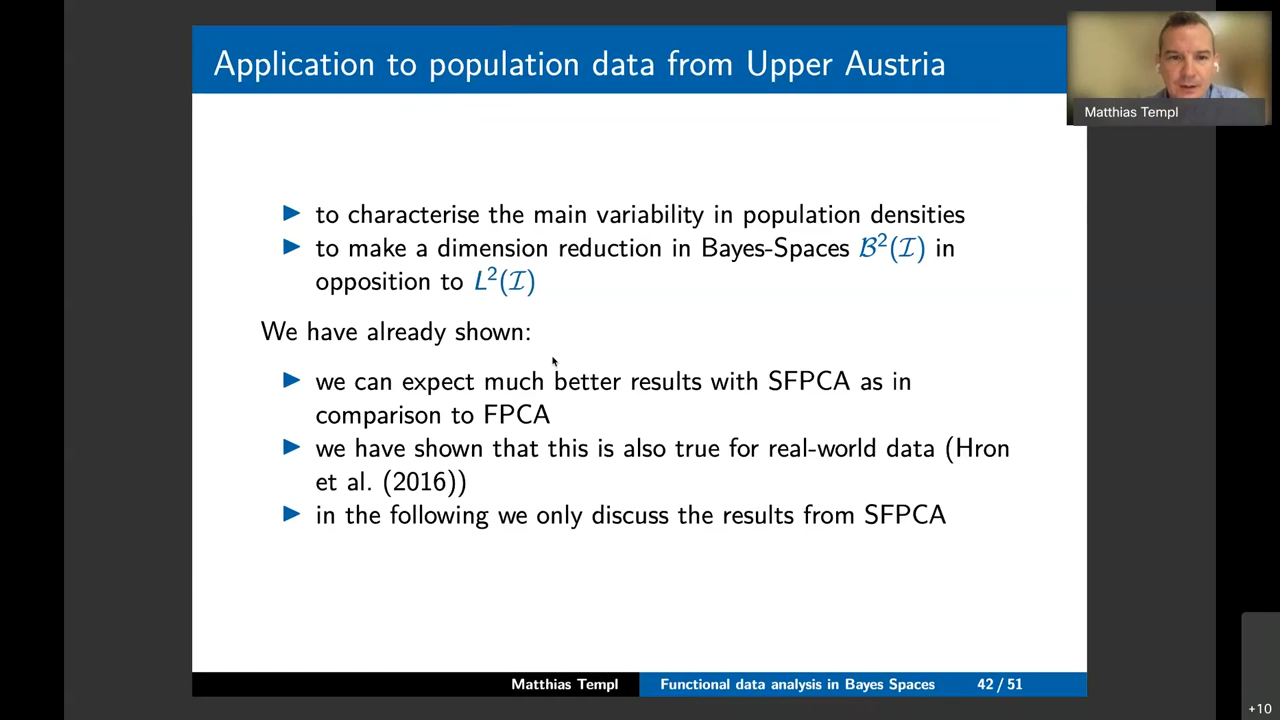 Application to population data from Upper Austria
Matthias Templ
▶ to characterise the main variability in population densities
▶ to make a dimension reduction in Bayes-Spaces B²(I) in
opposition to L²(I)
We have already shown:
▶ we can expect much better results with SFPCA as in
comparison to FPCA
▶ we have shown that this is also true for real-world data (Hron
et al. (2016))
▶ in the following we only discuss the results from SFPCA
Matthias Templ Functional data analysis in Bayes Spaces 42 / 51
+10